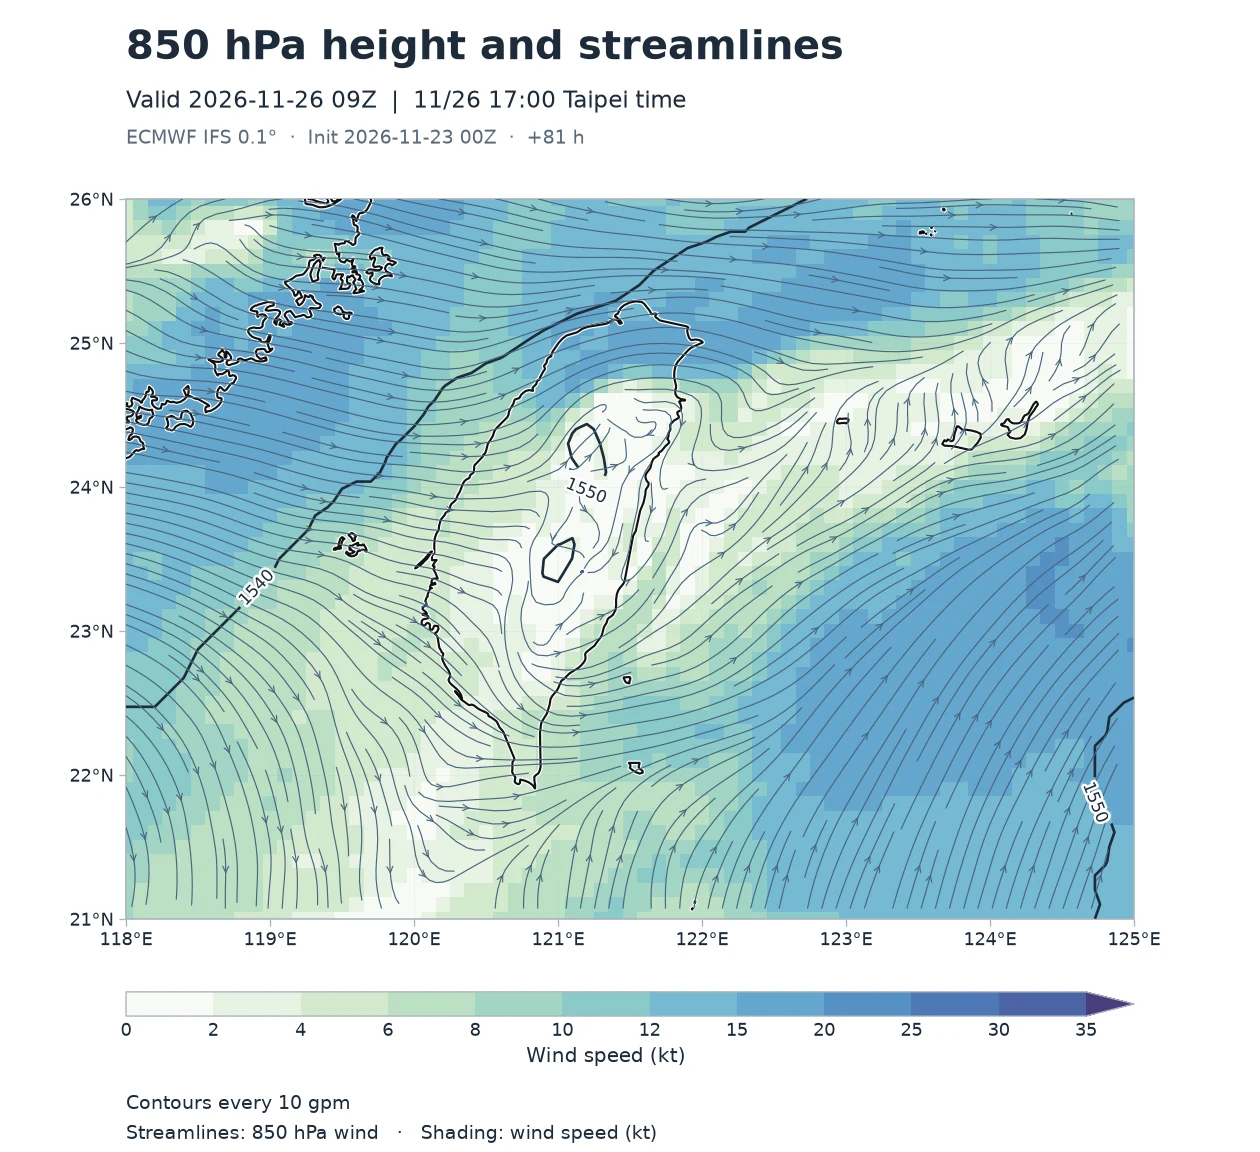 850 hPa height and streamlines
Valid 2026-11-26 09Z | 11/26 17:00 Taipei time
ECMWF IFS 0.1° · Init 2026-11-23 00Z · +81 h
26°N
25°N
24°N
23°N
22°N
21°N
1550
1540
1550
118°E 119°E 120°E 121°E 122°E 123°E 124°E 125°E
0 2 4 6 8 10 12 15 20 25 30 35
Wind speed (kt)
Contours every 10 gpm
Streamlines: 850 hPa wind · Shading: wind speed (kt)